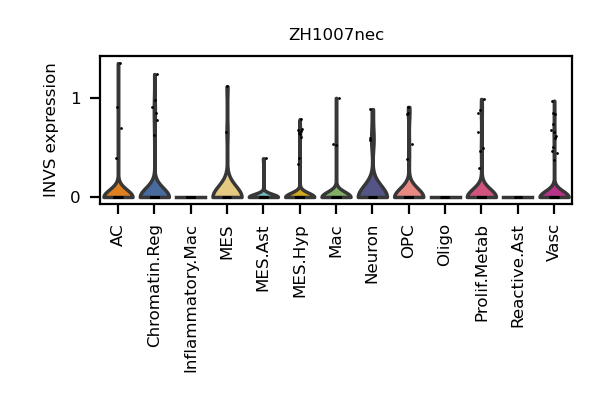 ZH1007nec
INVS expression
1
0
AC
Chromatin.Reg
Inflammatory.Mac
MES
MES.Ast
MES.Hyp
Mac
Neuron
OPC
Oligo
Prolif.Metab
Reactive.Ast
Vasc